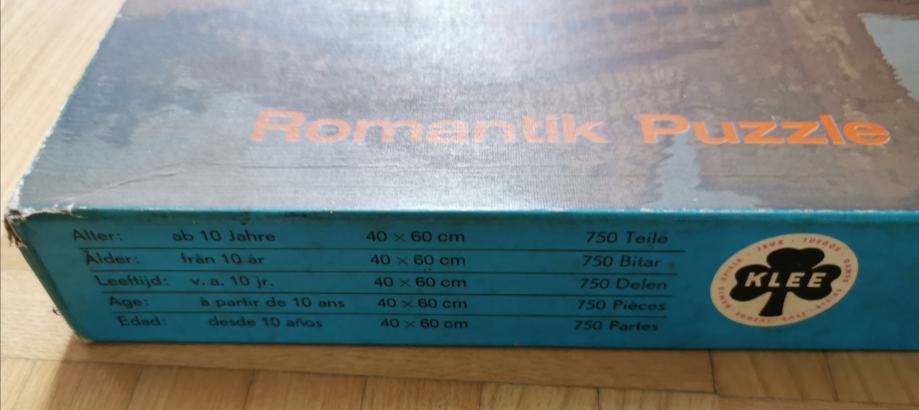 Romantik Puzzle
Alter: ab 10 Jahre 40 × 60 cm 750 Teile
Ålder: från 10 år 40 × 60 cm 750 Bitar
Leeftijd: v. a. 10 jr. 40 × 60 cm 750 Delen
Age: à partir de 10 ans 40 × 60 cm 750 Pièces
Edad: desde 10 años 40 × 60 cm 750 Partes
KLEE